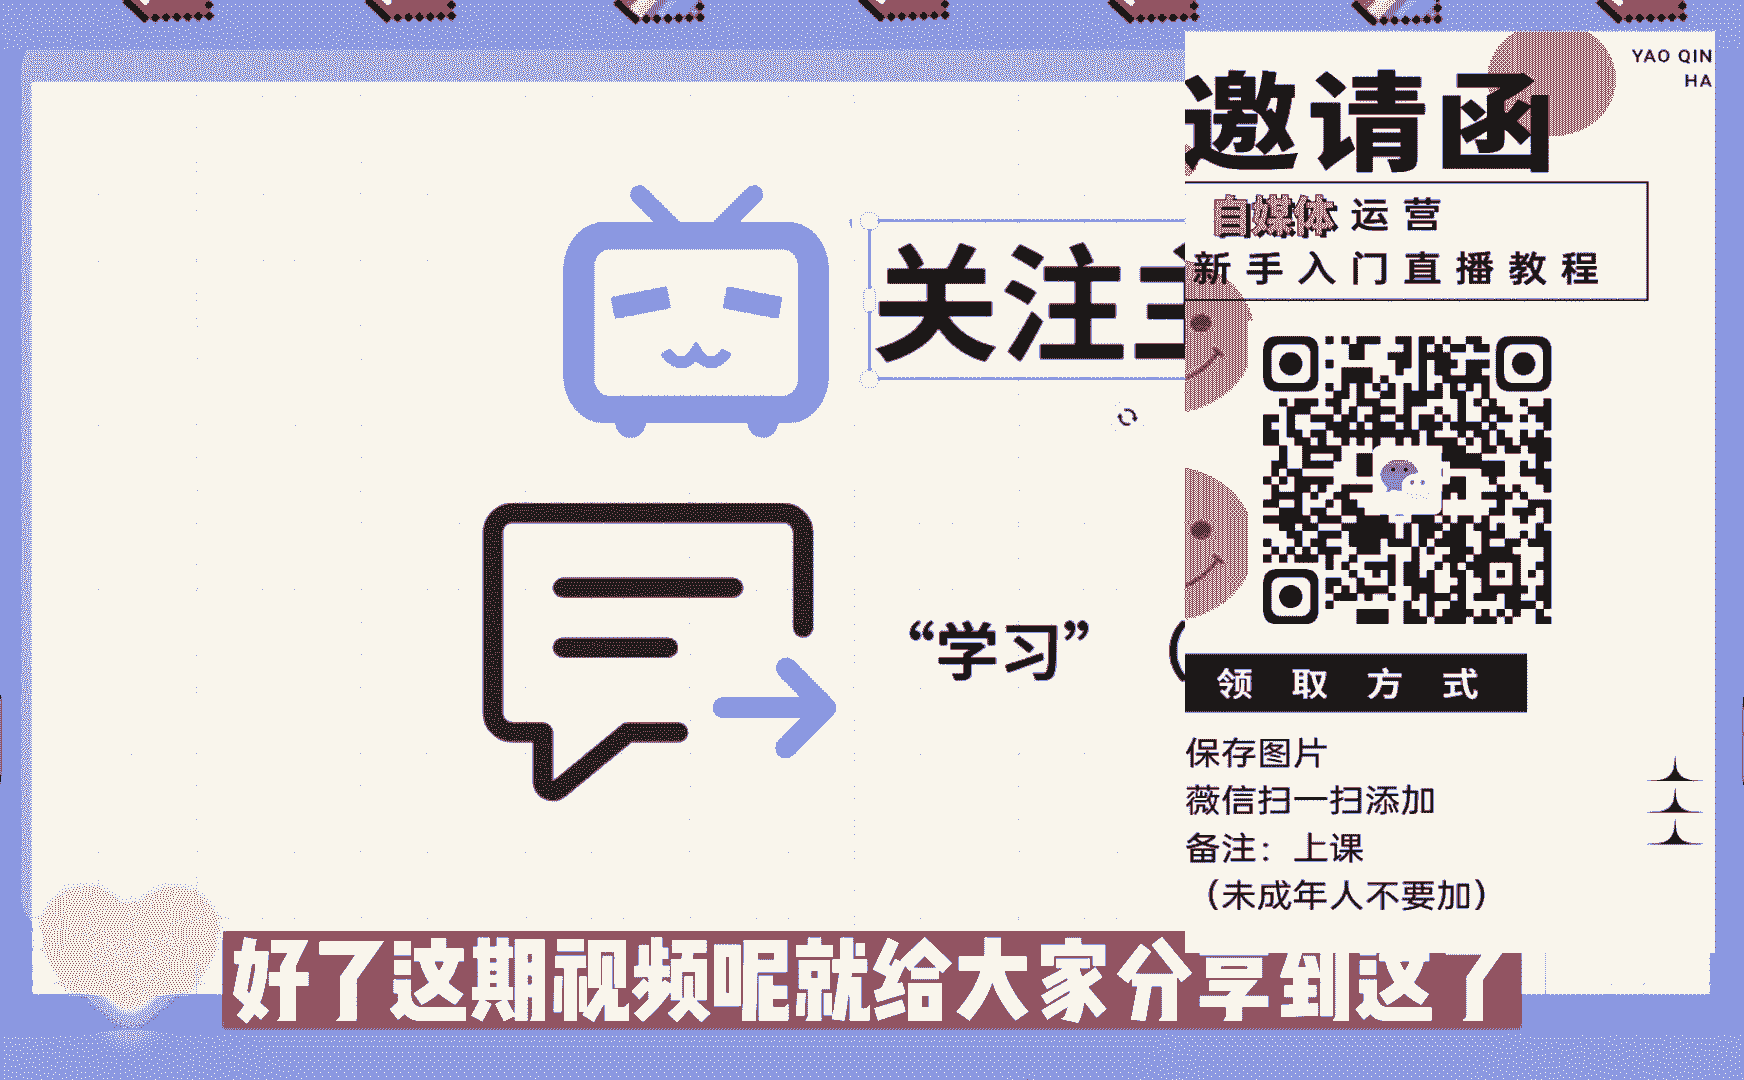 YAO QIN
HA
邀请函
自媒体运营
新手入门直播教程
关注
“学习” （
领取方式
保存图片
薇信扫一扫添加
备注：上课
（未成年人不要加）
好了这期视频呢就给大家分享到这了